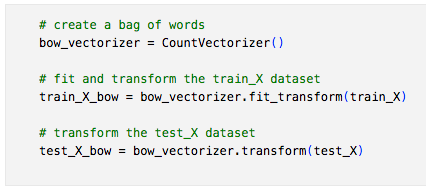 # create a bag of words
bow_vectorizer = CountVectorizer()
# fit and transform the train_X dataset
train_X_bow = bow_vectorizer.fit_transform(train_X)
# transform the test_X dataset
test_X_bow = bow_vectorizer.transform(test_X)